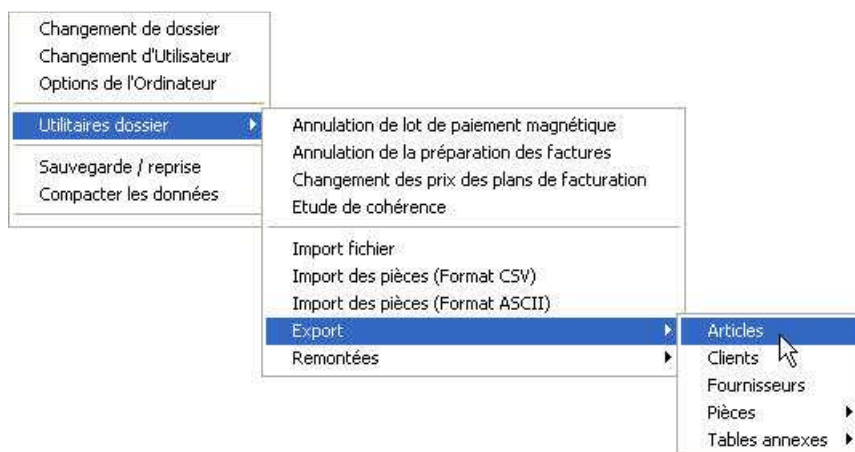 Changement de dossier
Changement d'Utilisateur
Options de l'Ordinateur
Utilitaires dossier
Sauvegarde / reprise
Compacter les données
Annulation de lot de paiement magnétique
Annulation de la préparation des factures
Changement des prix des plans de facturation
Etude de cohérence
Import fichier
Import des pièces (Format CSV)
Import des pièces (Format ASCII)
Export
Remontées
Articles
Clients
Fournisseurs
Pièces
Tables annexes